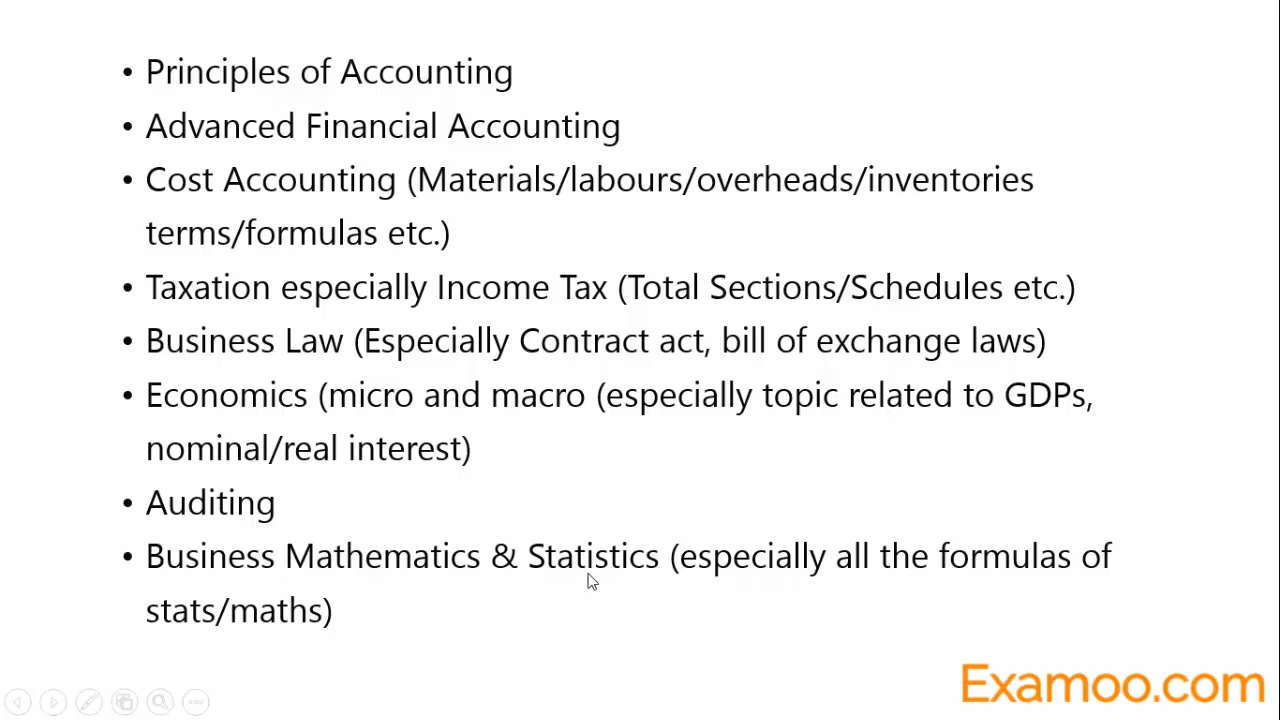 • Principles of Accounting
• Advanced Financial Accounting
• Cost Accounting (Materials/labours/overheads/inventories
terms/formulas etc.)
• Taxation especially Income Tax (Total Sections/Schedules etc.)
• Business Law (Especially Contract act, bill of exchange laws)
• Economics (micro and macro (especially topic related to GDPs,
nominal/real interest)
• Auditing
• Business Mathematics & Statistics (especially all the formulas of
stats/maths)
Examoo.com